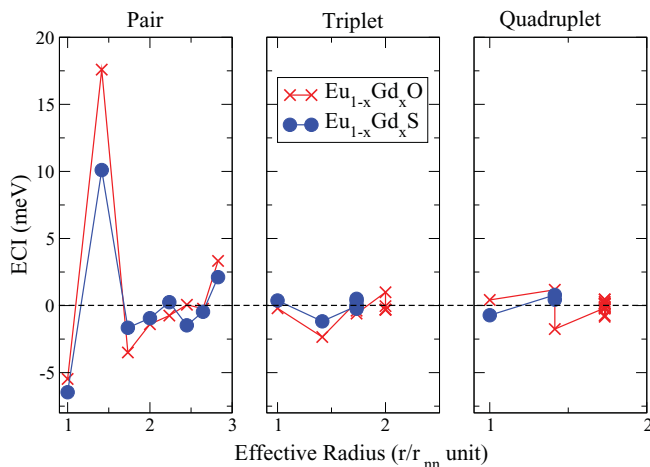 Pair Triplet Quadruplet
20
15
10
5
0
-5
ECI (meV)
Eu1-xGdxO
Eu1-xGdxS
1 2 3 1 2 1 2
Effective Radius (r/rnn unit)